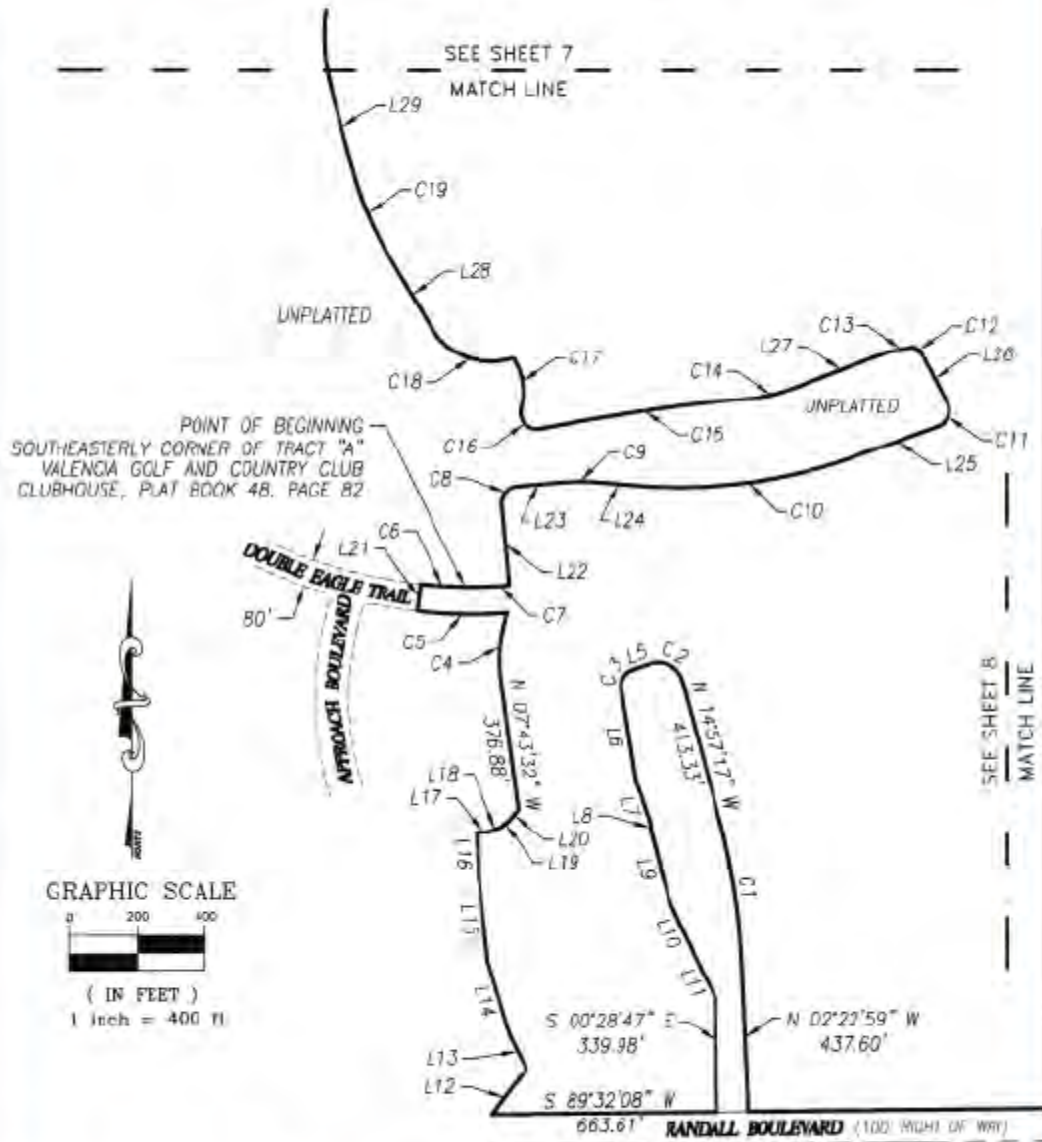 SEE SHEET 7
MATCH LINE
L29
C19
L28
UNPLATTED
C18
C17
C14
L27
C13
C12
L26
UNPLATTED
C11
C15
C16
L25
POINT OF BEGINNING
SOUTHEASTERLY CORNER OF TRACT "A"
VALENCIA GOLF AND COUNTRY CLUB
CLUBHOUSE, PLAT BOOK 48, PAGE 82
C8
C9
L23
L24
C10
C6
L21
L22
C7
DOUBLE EAGLE TRAIL
80'
APPROACH BOULEVARD
C5
C4
N 07°43'32" W
376.88'
C3
L5
C2
N 14°57'17" W
413.33'
SEE SHEET 8
MATCH LINE
L6
L7
L8
L9
L10
L11
C1
L18
L17
L20
L19
L16
L15
L14
L13
L12
GRAPHIC SCALE
0 200 400
( IN FEET )
1 inch = 400 ft
S 00°28'47" E
339.98'
N 02°22'59" W
437.60'
S 89°32'08" W
663.61'
RANDALL BOULEVARD (100' RIGHT OF WAY)